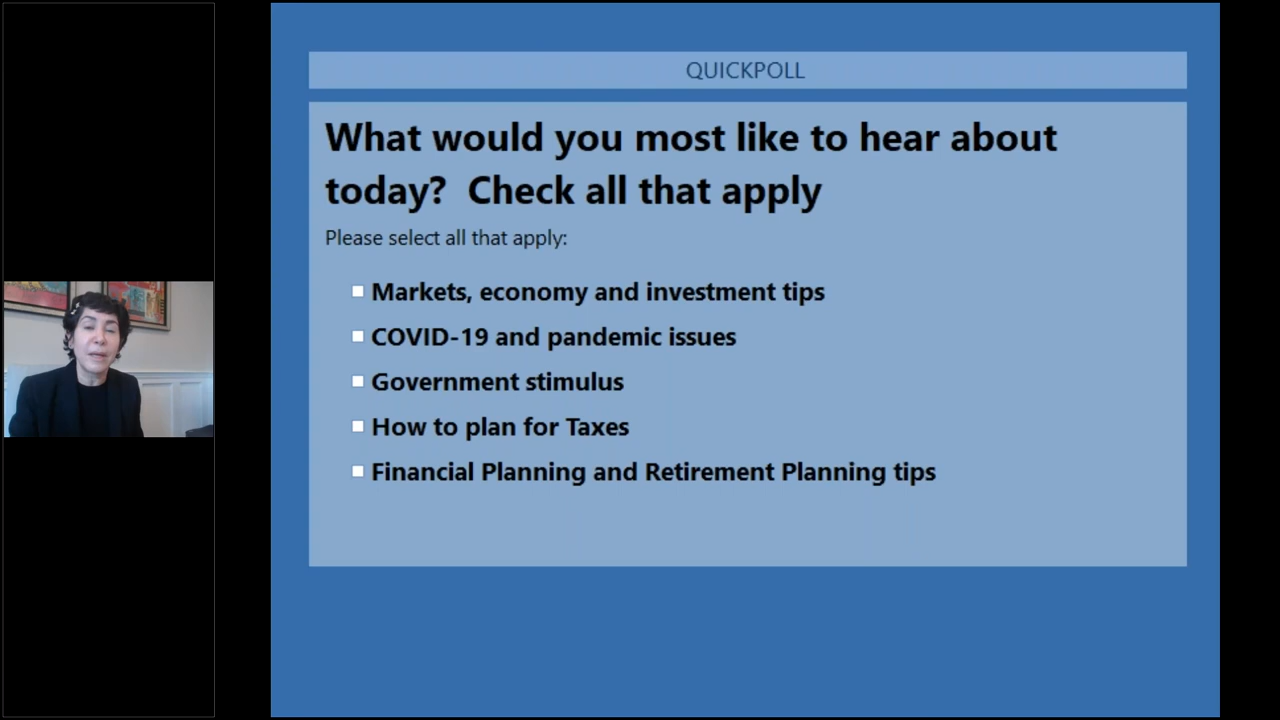 QUICKPOLL
What would you most like to hear about
today?  Check all that apply
Please select all that apply:
Markets, economy and investment tips
COVID-19 and pandemic issues
Government stimulus
How to plan for Taxes
Financial Planning and Retirement Planning tips